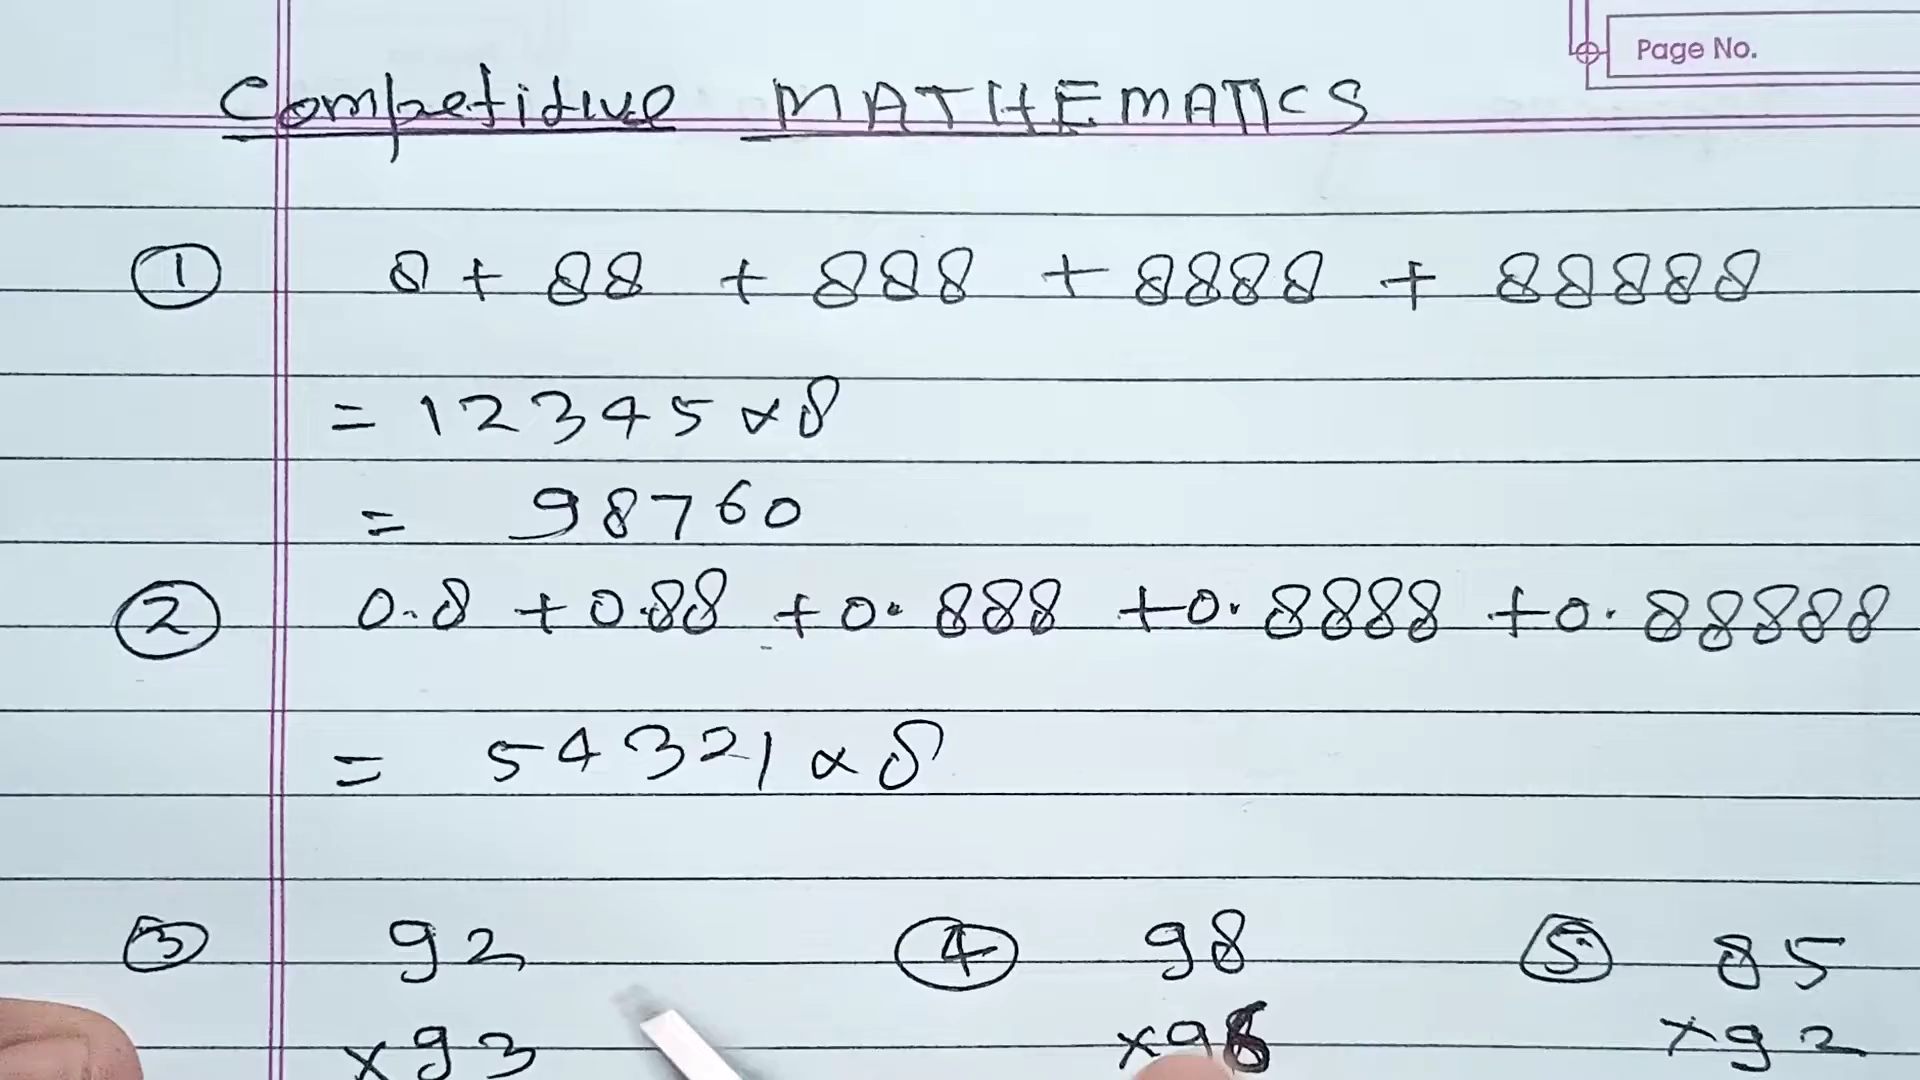 Page No.
Competitive MATHEMATICS
① 8 + 88 + 888 + 8888 + 88888
= 12345 × 8
= 98760
② 0.8 + 0.88 + 0.888 + 0.8888 + 0.88888
= 54321 × 8
③ 92 ④ 98 ⑤ 85
×93 ×98 ×92